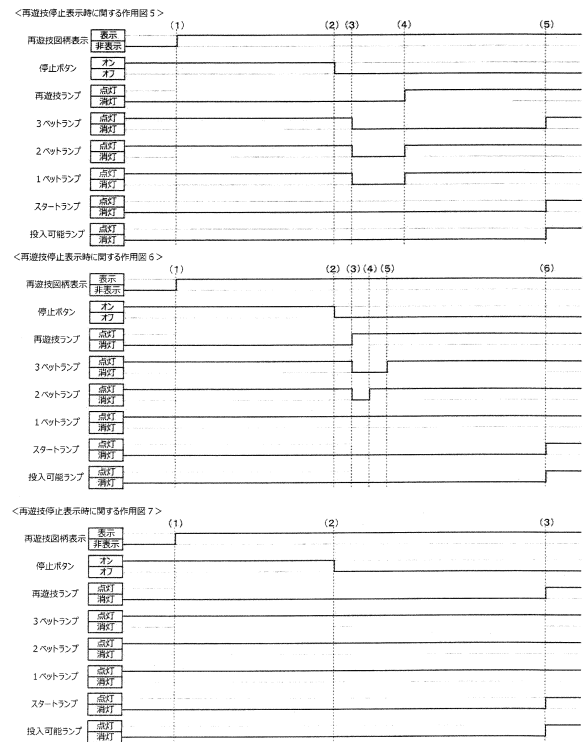 <再遊技停止表示時に関する作用図5>
(1) (2) (3) (4) (5)
再遊技図柄表示 表示 非表示
停止ボタン オン オフ
再遊技ランプ 点灯 消灯
3ベットランプ 点灯 消灯
2ベットランプ 点灯 消灯
1ベットランプ 点灯 消灯
スタートランプ 点灯 消灯
投入可能ランプ 点灯 消灯
<再遊技停止表示時に関する作用図6>
(1) (2) (3) (4) (5) (6)
再遊技図柄表示 表示 非表示
停止ボタン オン オフ
再遊技ランプ 点灯 消灯
3ベットランプ 点灯 消灯
2ベットランプ 点灯 消灯
1ベットランプ 点灯 消灯
スタートランプ 点灯 消灯
投入可能ランプ 点灯 消灯
<再遊技停止表示時に関する作用図7>
(1) (2) (3)
再遊技図柄表示 表示 非表示
停止ボタン オン オフ
再遊技ランプ 点灯 消灯
3ベットランプ 点灯 消灯
2ベットランプ 点灯 消灯
1ベットランプ 点灯 消灯
スタートランプ 点灯 消灯
投入可能ランプ 点灯 消灯